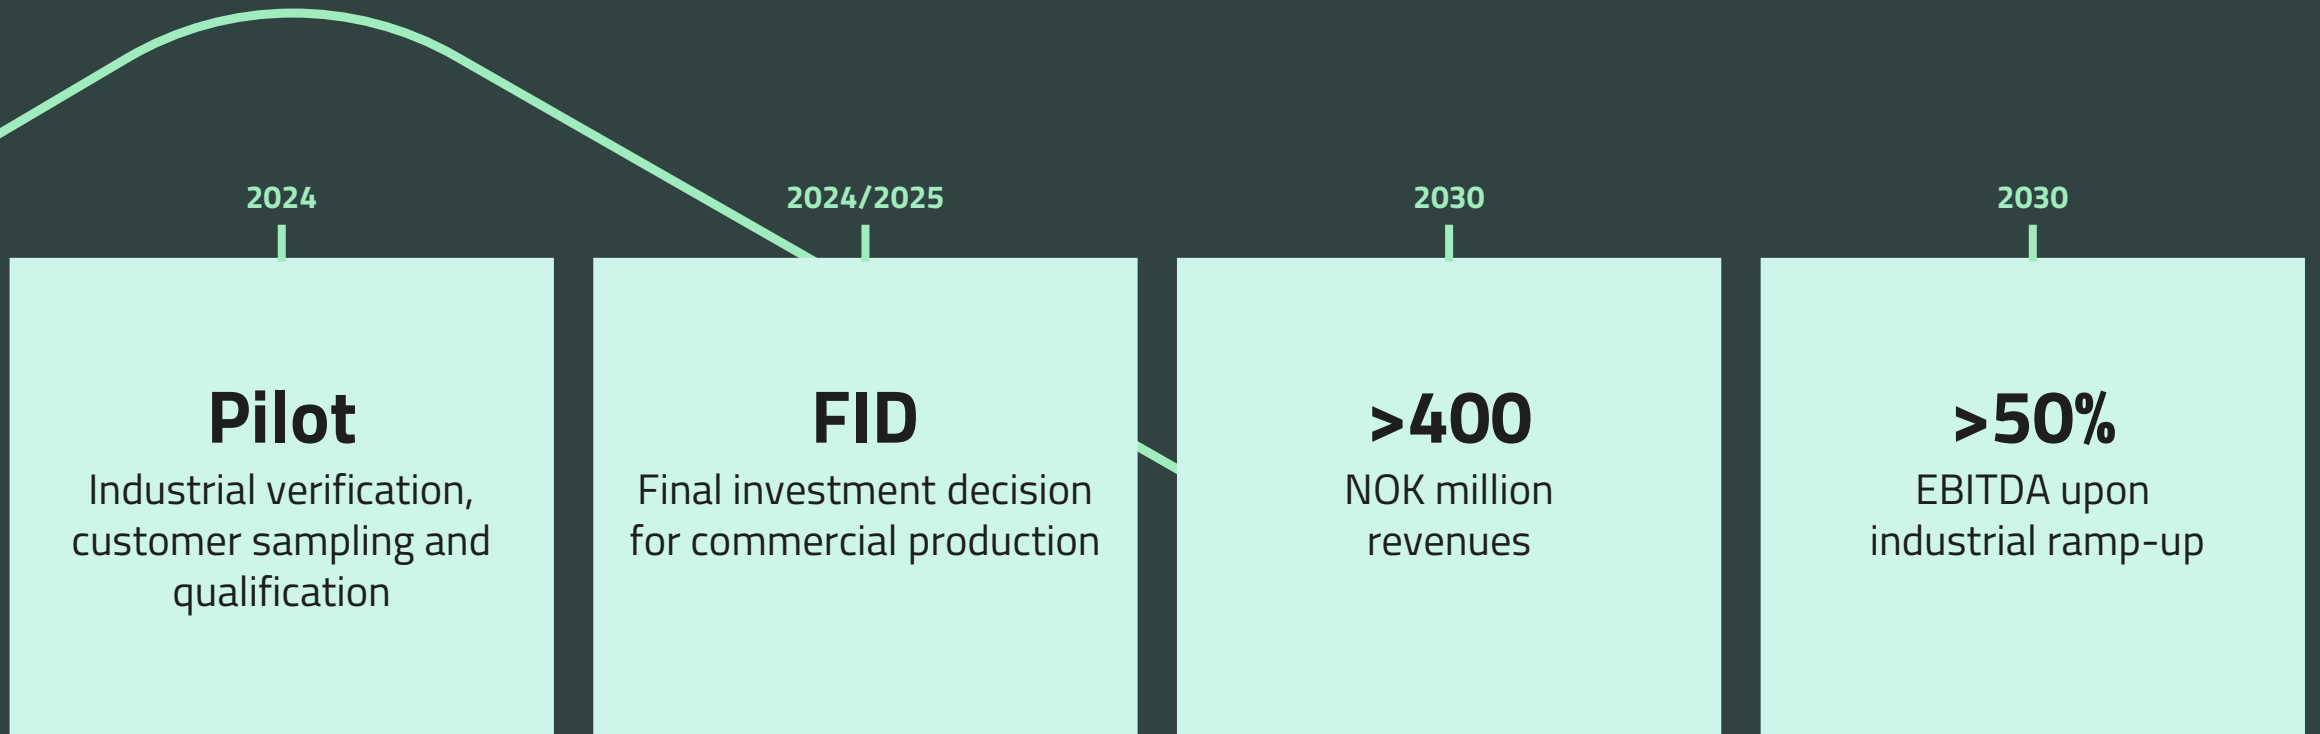 2024
Pilot
Industrial verification,
customer sampling and
qualification
2024/2025
FID
Final investment decision
for commercial production
2030
>400
NOK million
revenues
2030
>50%
EBITDA upon
industrial ramp-up